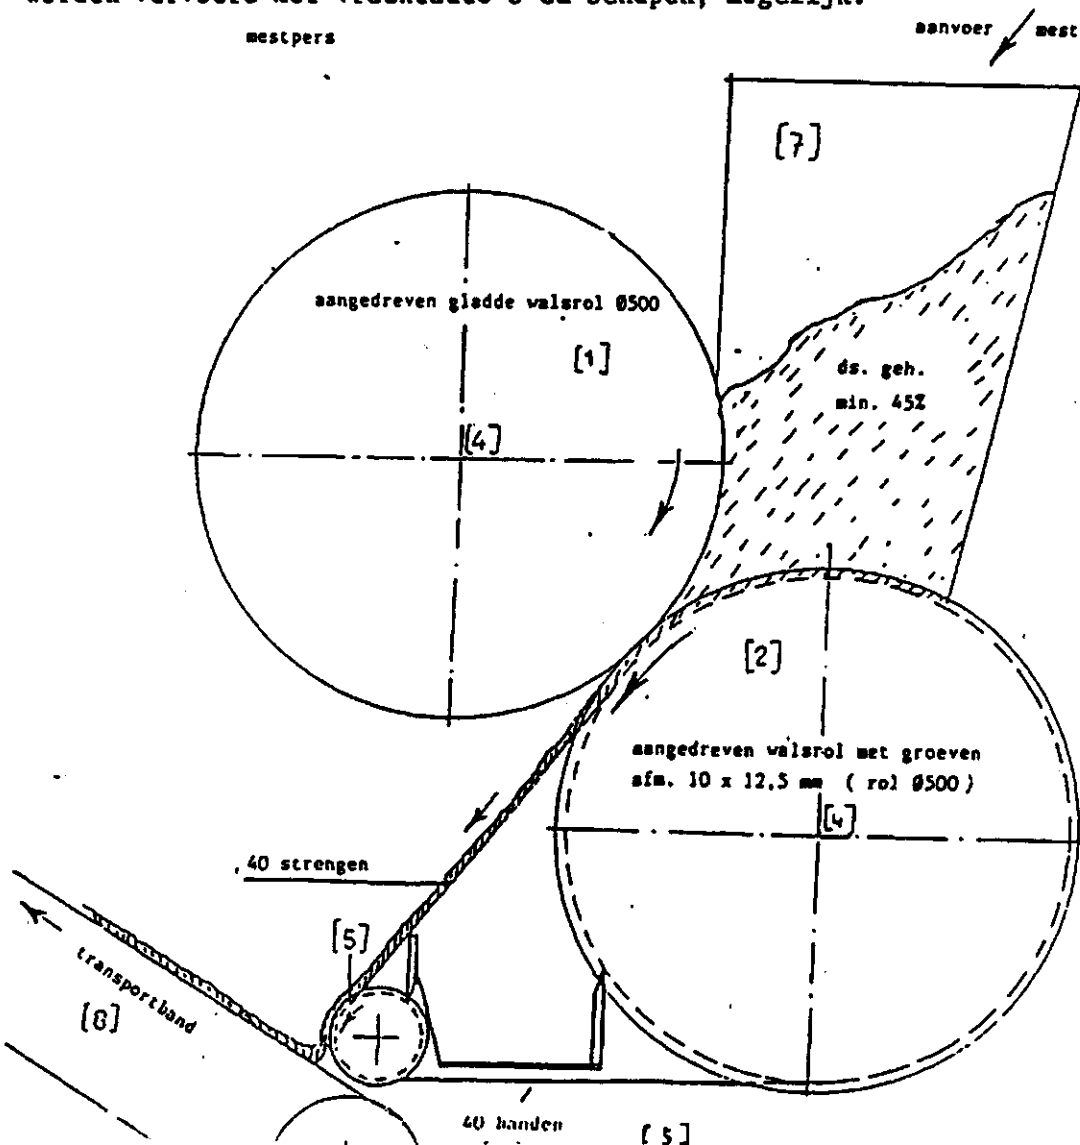 mestpers
aanvoer mest
[7]
aangedreven gladde walsrol Ø500
[1]
ds. geh.
min. 45%
[4]
[2]
aangedreven walsrol met groeven
afm. 10 x 12,5 mm ( rol Ø500 )
[4]
40 strengen
[5]
transportband
[8]
40 banden
[5]